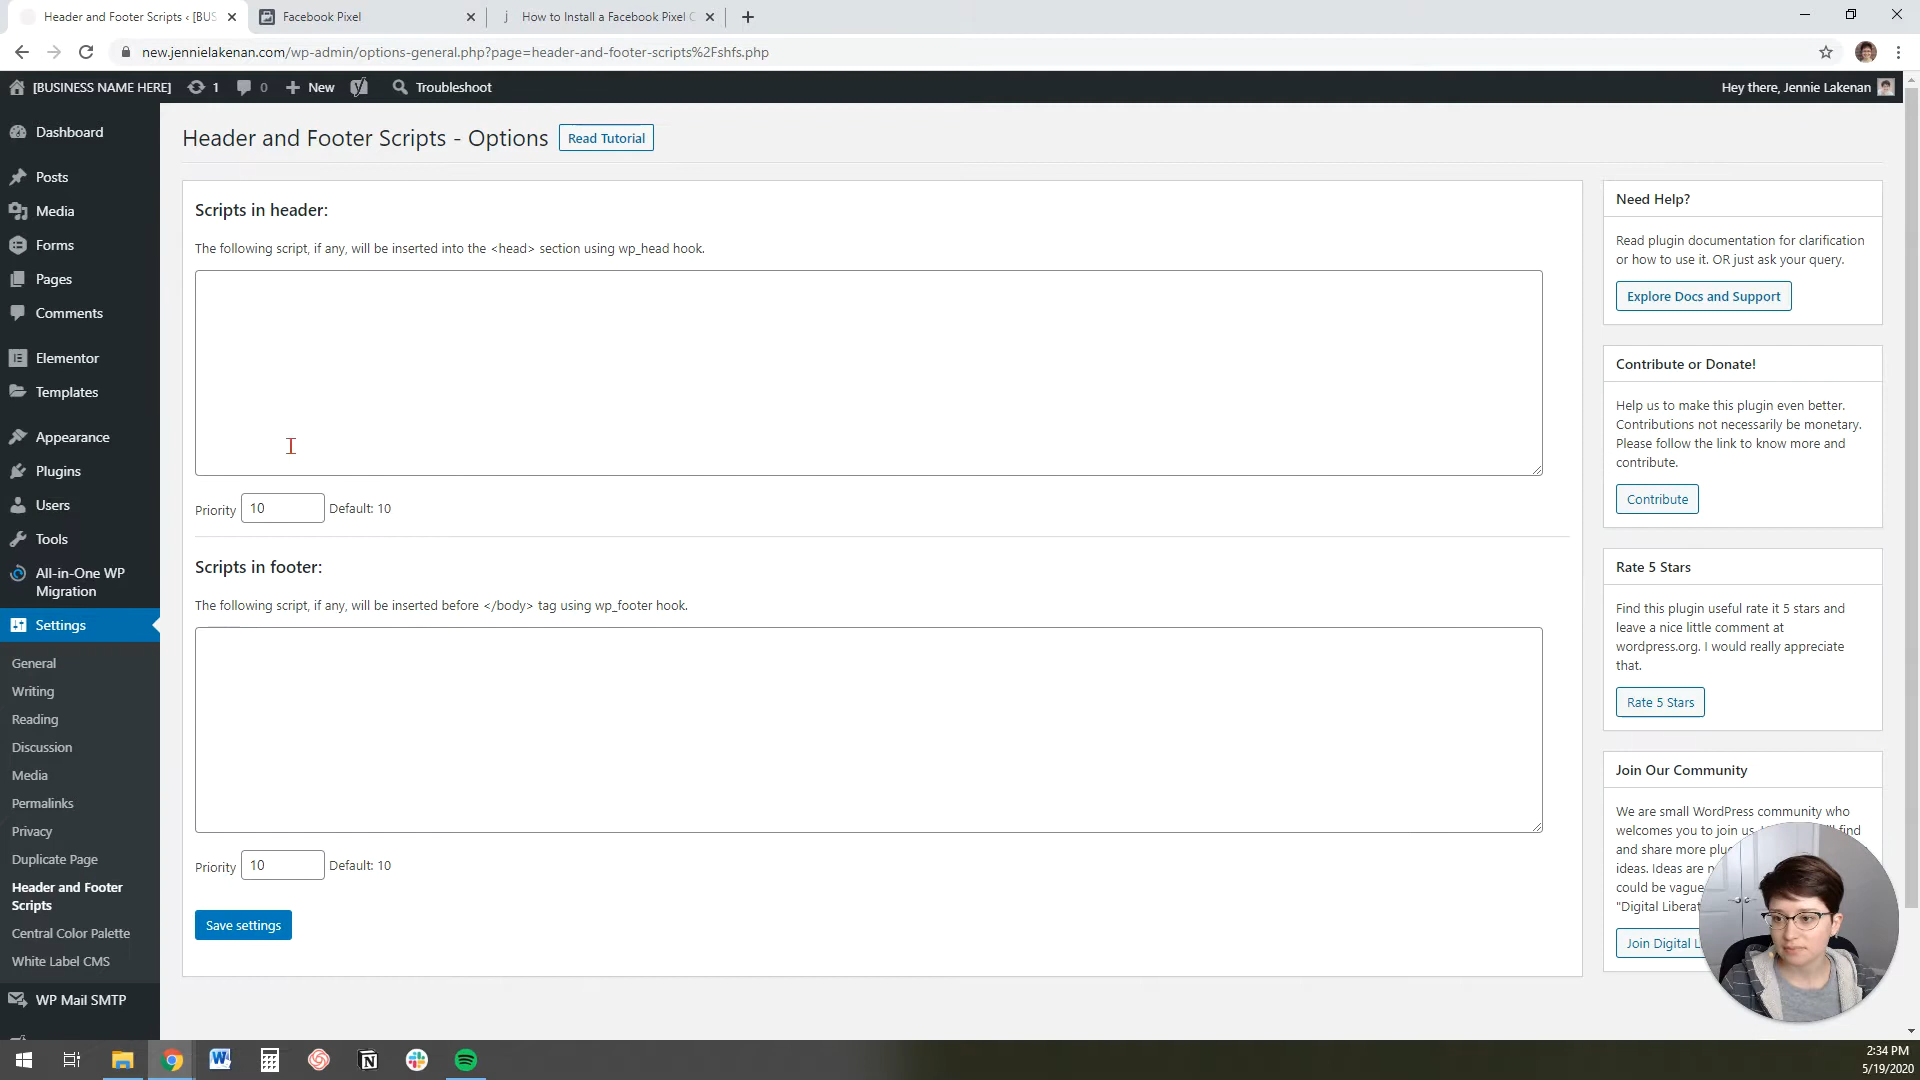 Header and Footer Scripts ‹ [BUS
Facebook Pixel
How to Install a Facebook Pixel C
new.jennielakenan.com/wp-admin/options-general.php?page=header-and-footer-scripts%2Fshfs.php
[BUSINESS NAME HERE]
1
0
New
Troubleshoot
Hey there, Jennie Lakenan
Dashboard
Posts
Media
Forms
Pages
Comments
Elementor
Templates
Appearance
Plugins
Users
Tools
All-in-One WP
Migration
Settings
General
Writing
Reading
Discussion
Media
Permalinks
Privacy
Duplicate Page
Header and Footer
Scripts
Central Color Palette
White Label CMS
WP Mail SMTP
Header and Footer Scripts - Options
Read Tutorial
Scripts in header:
The following script, if any, will be inserted into the <head> section using wp_head hook.
Priority 10 Default: 10
Scripts in footer:
The following script, if any, will be inserted before </body> tag using wp_footer hook.
Priority 10 Default: 10
Save settings
Need Help?
Read plugin documentation for clarification
or how to use it. OR just ask your query.
Explore Docs and Support
Contribute or Donate!
Help us to make this plugin even better.
Contributions not necessarily be monetary.
Please follow the link to know more and
contribute.
Contribute
Rate 5 Stars
Find this plugin useful rate it 5 stars and
leave a nice little comment at
wordpress.org. I would really appreciate
that.
Rate 5 Stars
Join Our Community
We are small WordPress community who
welcomes you to join us. find
and share more
ideas. Ideas are
could be vague
"Digital Liberat
Join Digital L
2:34 PM
5/19/2020